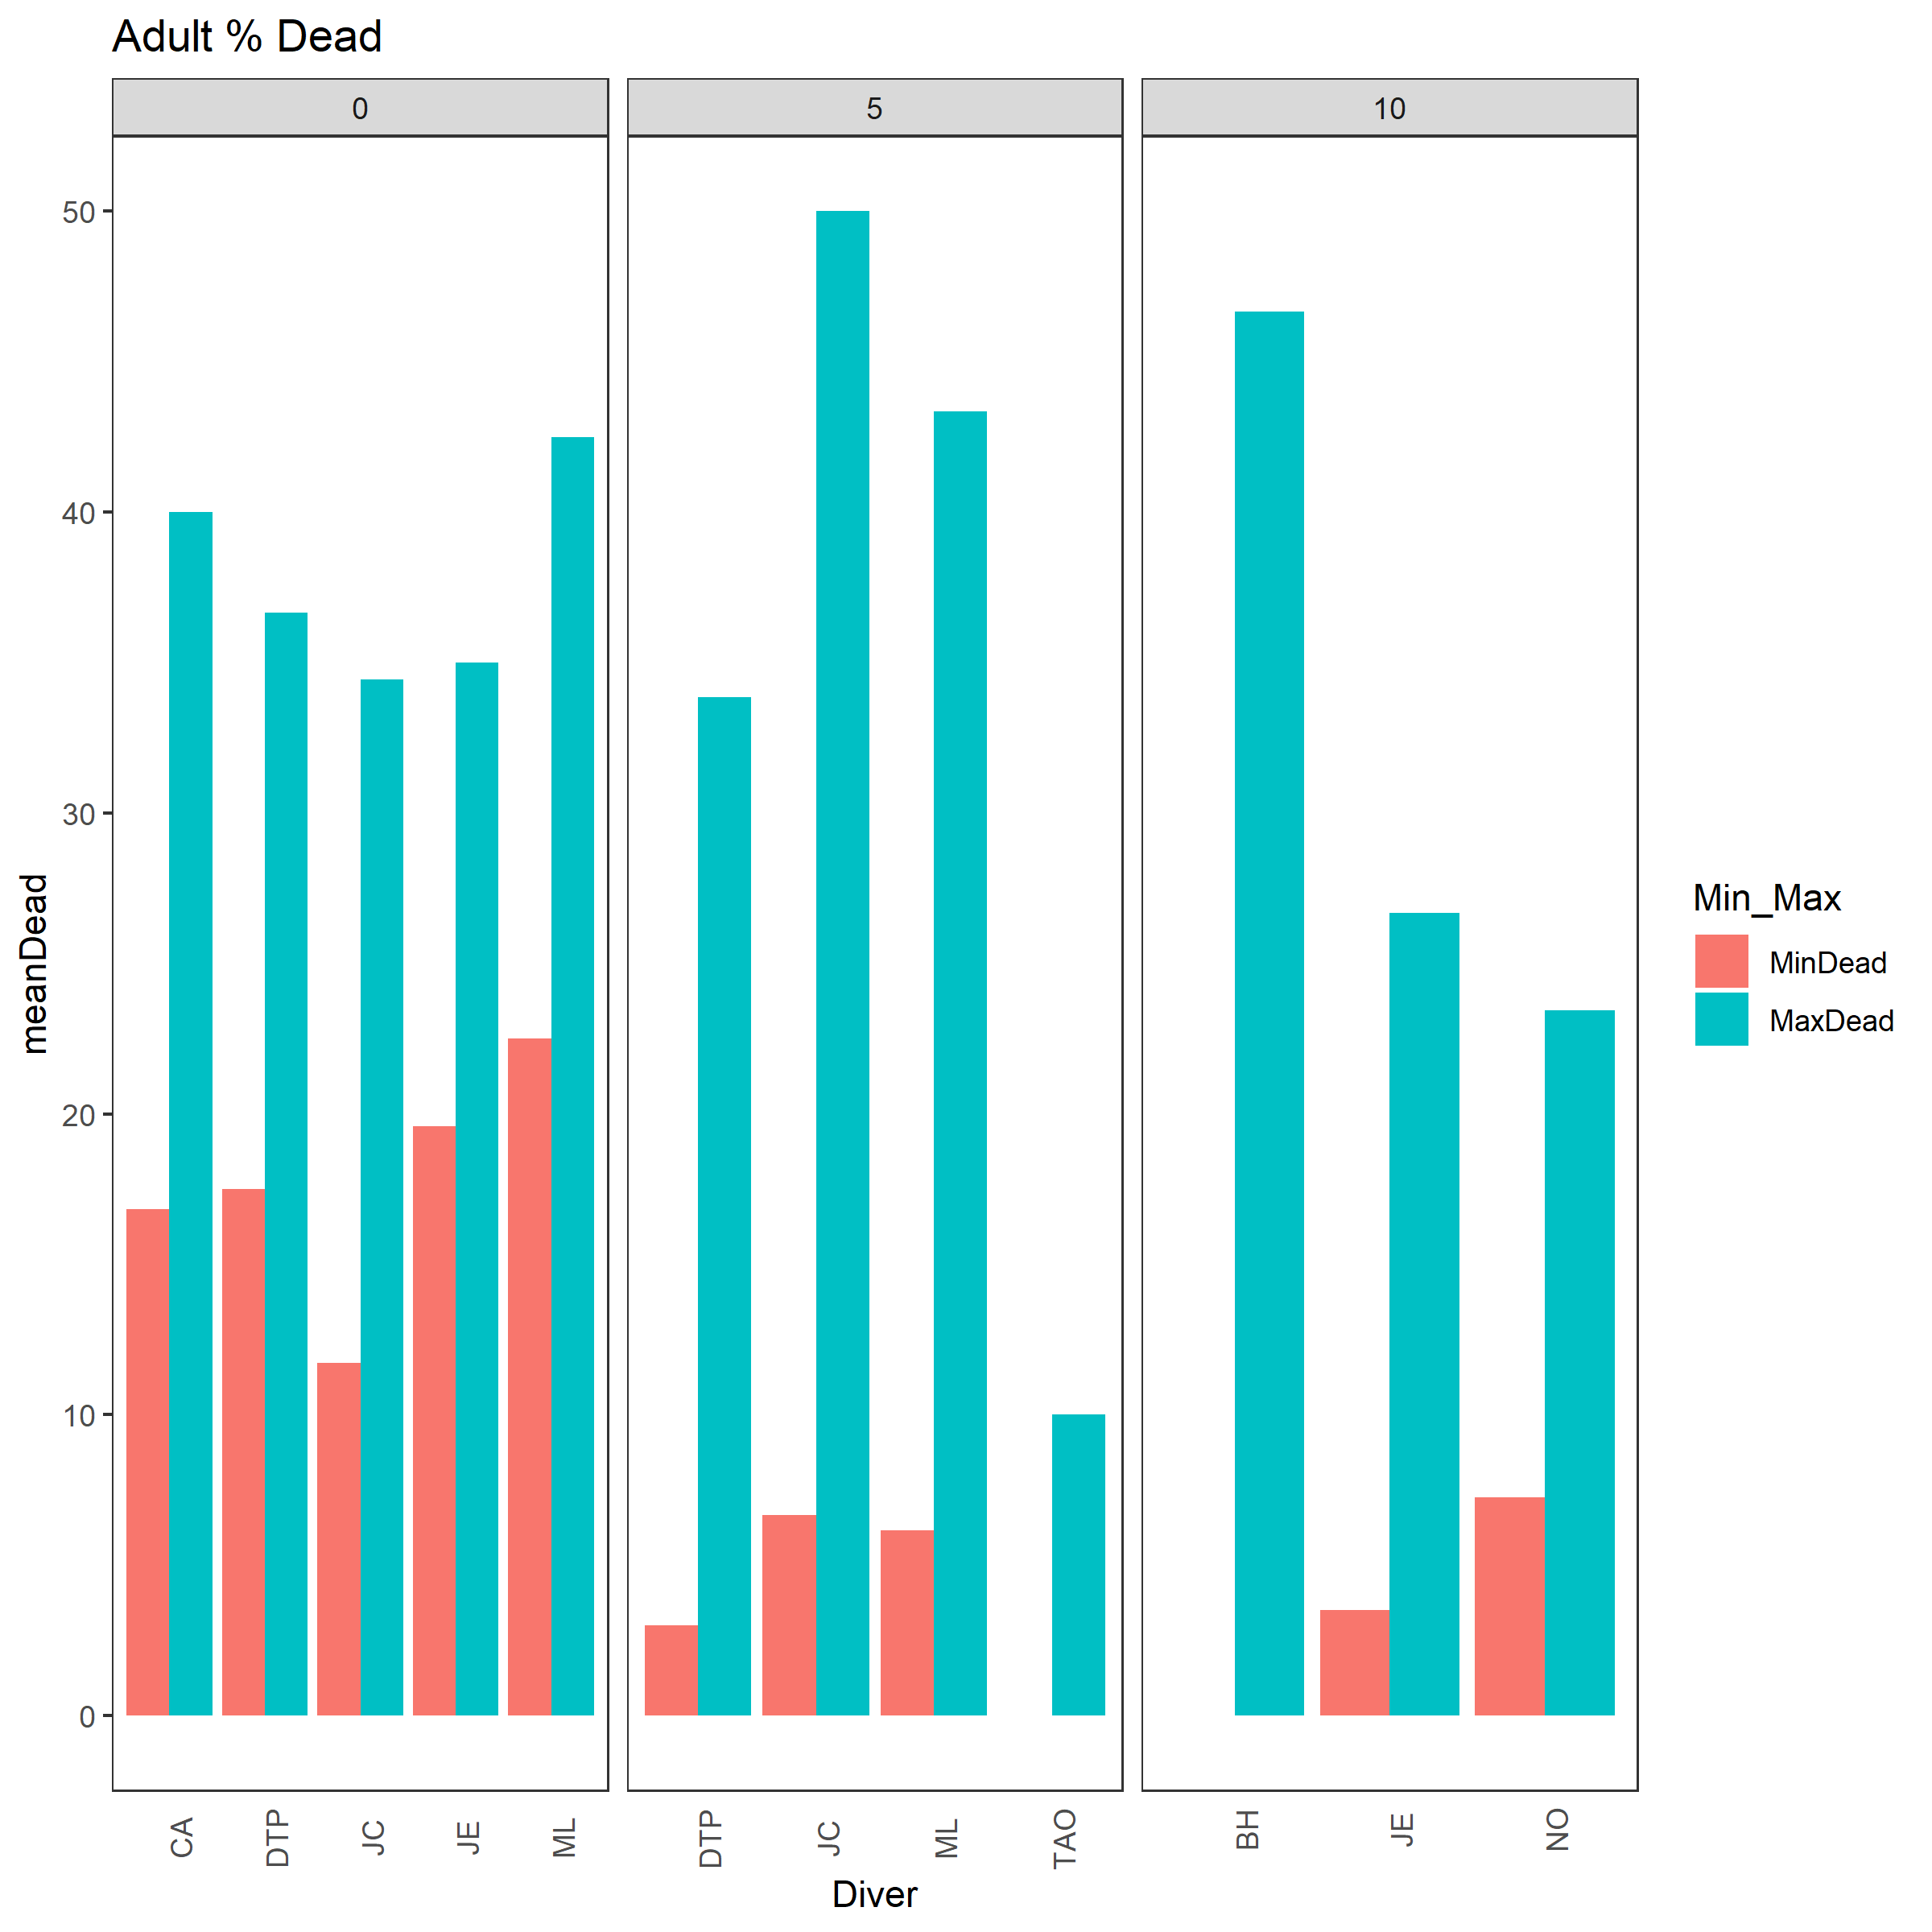 Adult % Dead
0 5 10
50
40
30
20
10
0
meanDead
CA DTP JC JE ML DTP JC ML TAO BH JE NO
Diver
Min_Max
MinDead
MaxDead